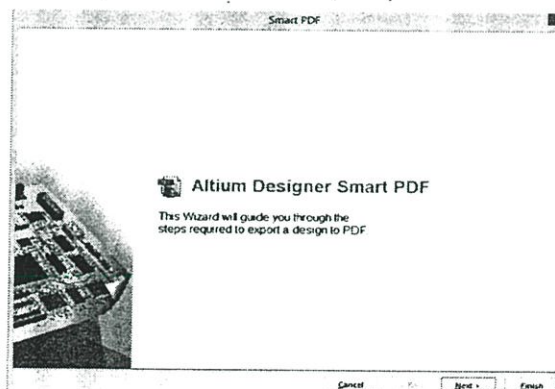 Smart PDF
Altium Designer Smart PDF
This Wizard will guide you through the
steps required to export a design to PDF
Cancel
Next >
Finish